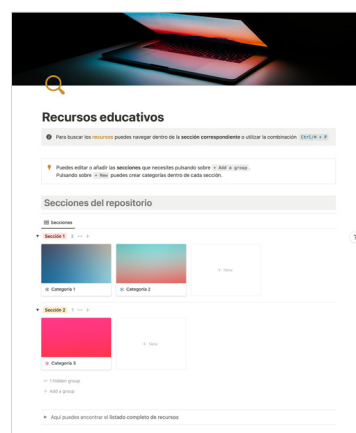 Recursos educativos
Para buscar los recursos puedes navegar dentro de la sección correspondiente o utilizar la combinación Ctrl/⌘ + P
Puedes editar o añadir las secciones que necesites pulsando sobre + Add a group.
Pulsando sobre + New puedes crear categorías dentro de cada sección.
Secciones del repositorio
Secciones
Sección 1
Categoría 1
Categoría 2
+ New
Sección 2
Categoría 3
+ New
1 hidden group
+ Add a group
Aquí puedes encontrar el listado completo de recursos